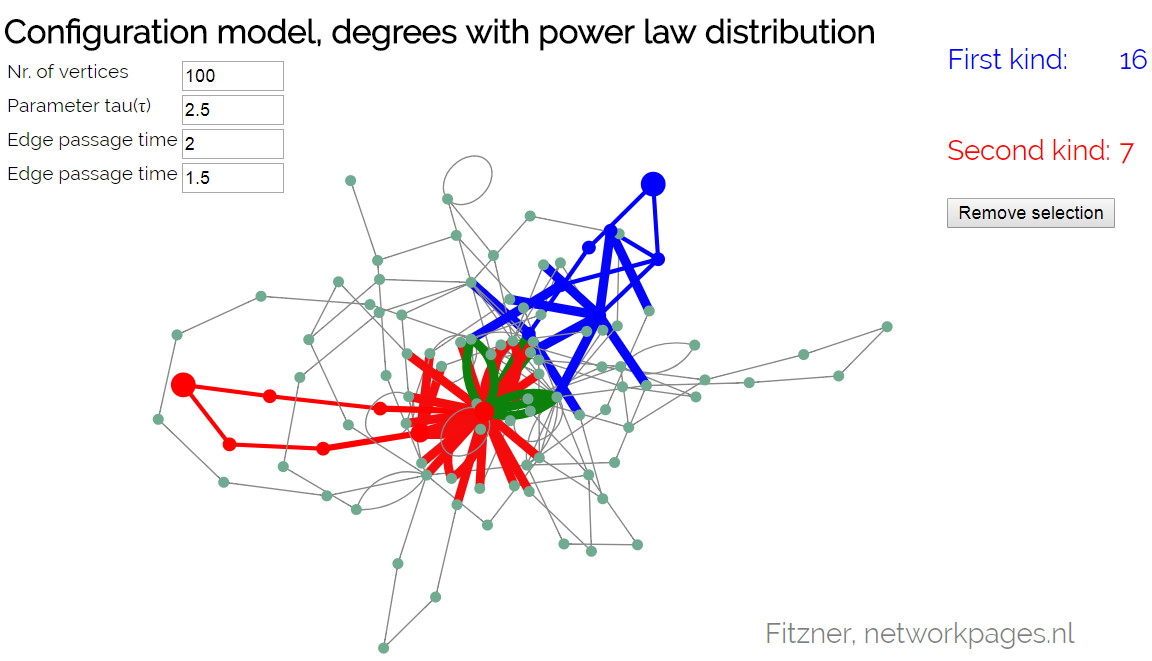 Configuration model, degrees with power law distribution
Nr. of vertices 100
Parameter tau(τ) 2.5
Edge passage time 2
Edge passage time 1.5
First kind: 16
Second kind: 7
Remove selection
Fitzner, networkpages.nl